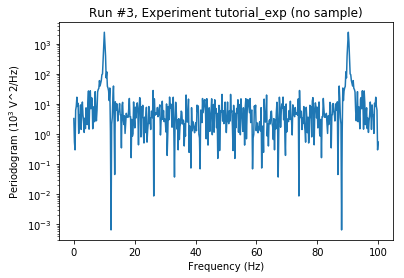 Run #3, Experiment tutorial_exp (no sample)
Periodogram (10³ V^2/Hz)
10³
10²
10¹
10⁰
10⁻¹
10⁻²
10⁻³
0 20 40 60 80 100
Frequency (Hz)